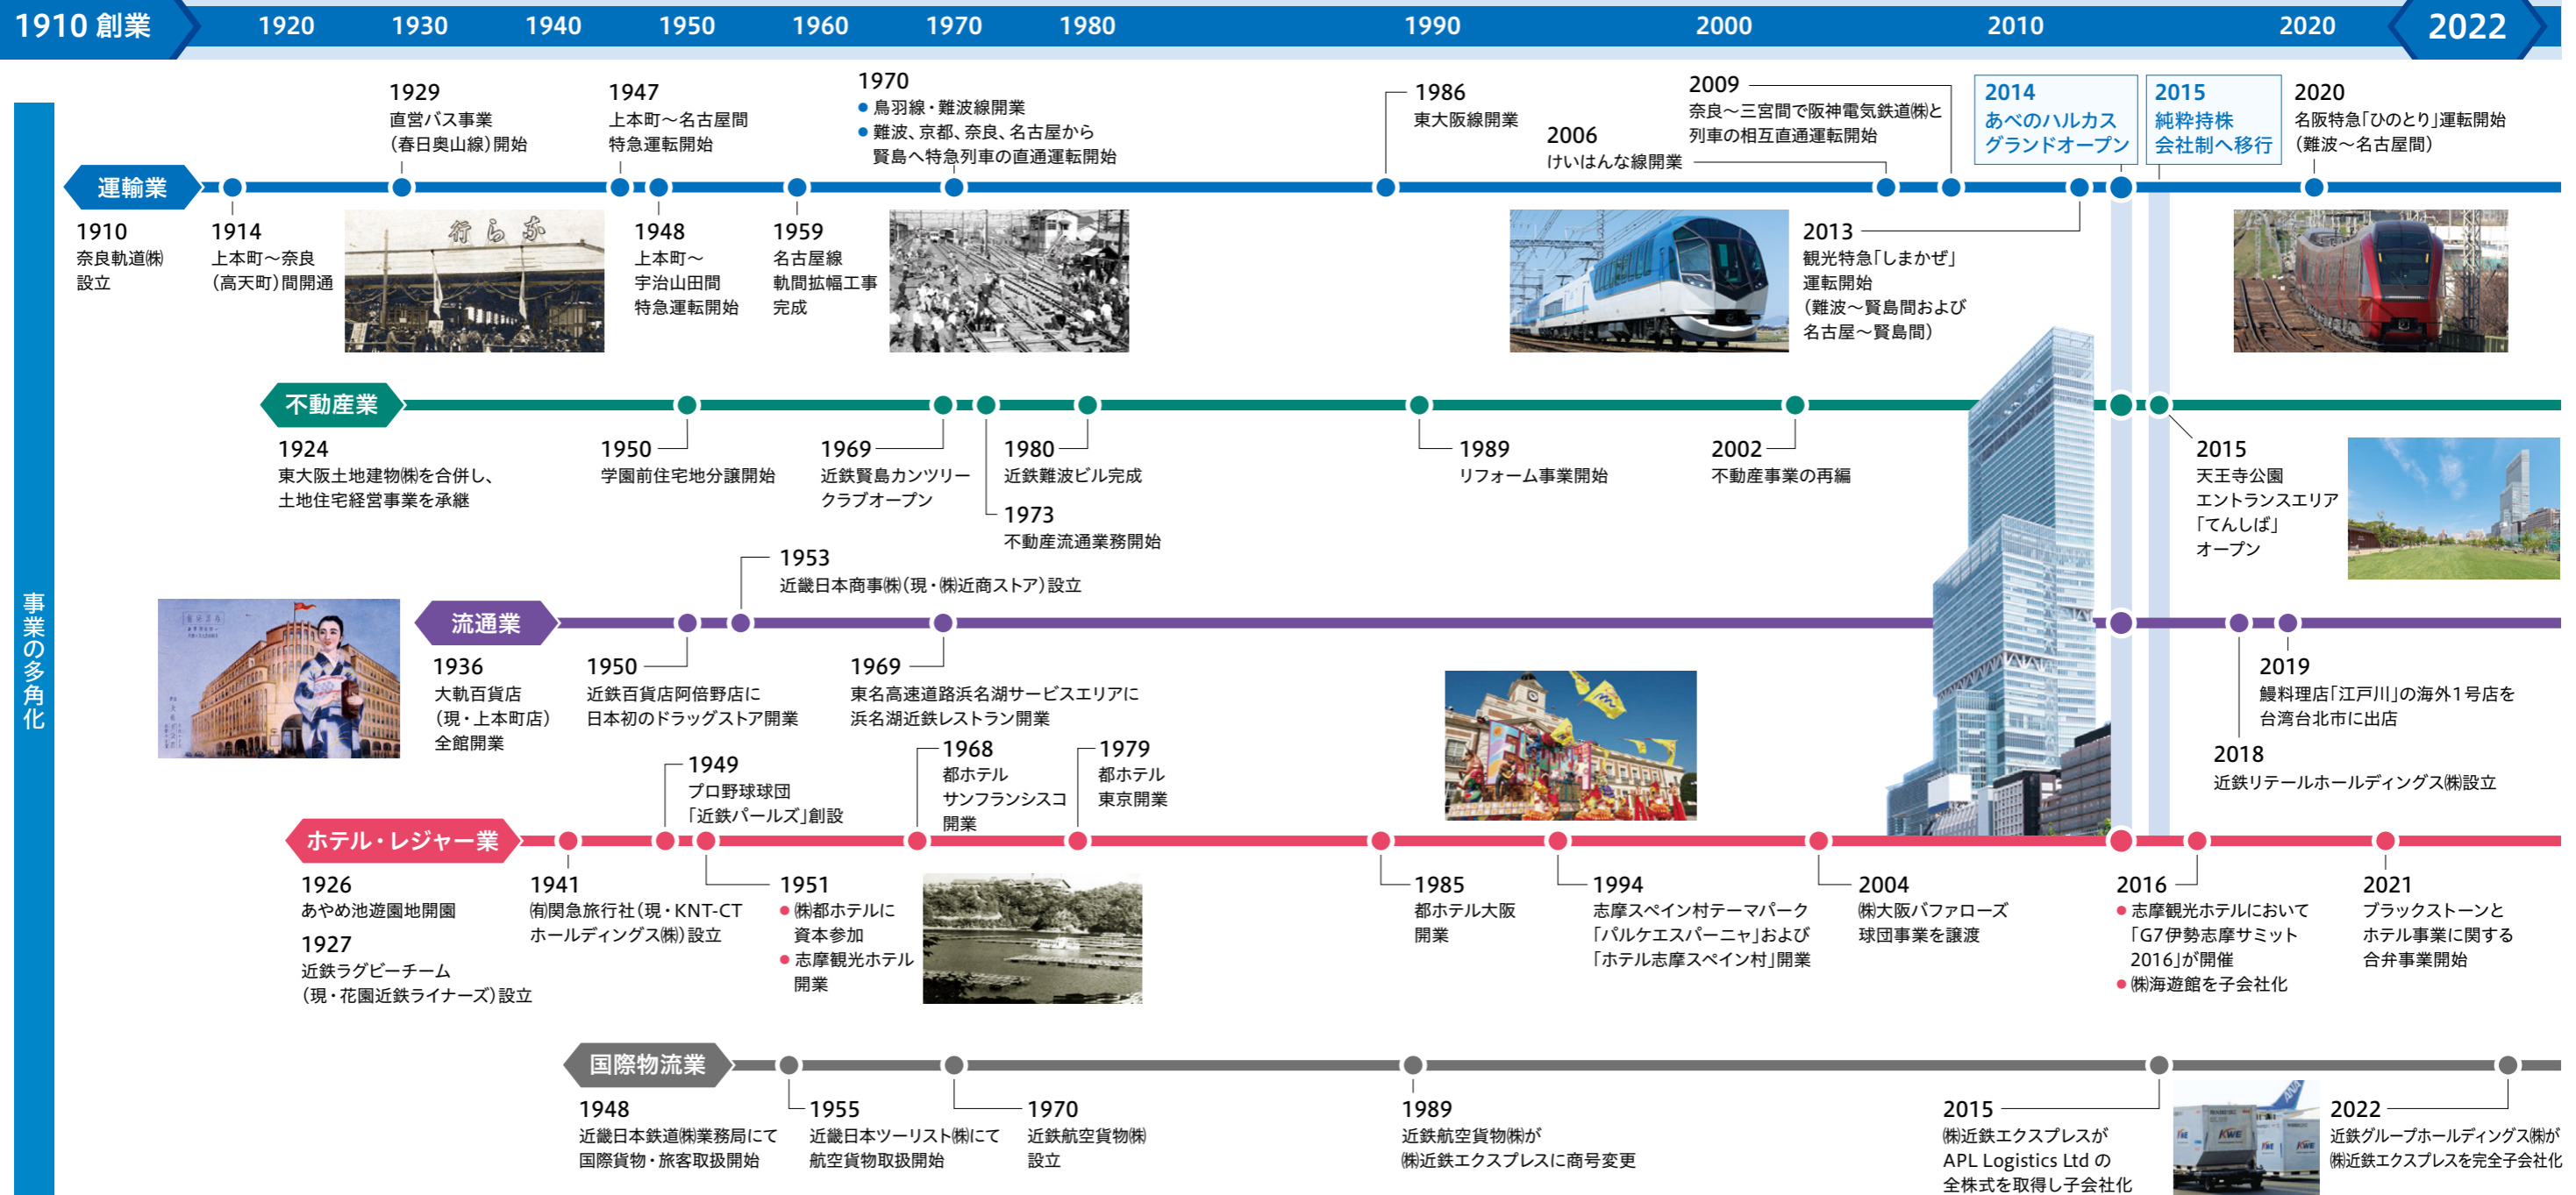 1910 創業
1920
1930
1940
1950
1960
1970
1980
1990
2000
2010
2020
2022
事業の多角化
運輸業
1910
奈良軌道㈱
設立
1914
上本町～奈良
（高天町）間開通
1929
直営バス事業
（春日奥山線）開始
行らな
1947
上本町～名古屋間
特急運転開始
1948
上本町～
宇治山田間
特急運転開始
1959
名古屋線
軌間拡幅工事
完成
1970
● 鳥羽線・難波線開業
● 難波、京都、奈良、名古屋から
賢島へ特急列車の直通運転開始
1986
東大阪線開業
2006
けいはんな線開業
2009
奈良～三宮間で阪神電気鉄道㈱と
列車の相互直通運転開始
2013
観光特急「しまかぜ」
運転開始
（難波～賢島間および
名古屋～賢島間）
2014
あべのハルカス
グランドオープン
2015
純粋持株
会社制へ移行
2020
名阪特急「ひのとり」運転開始
（難波～名古屋間）
不動産業
1924
東大阪土地建物㈱を合併し、
土地住宅経営事業を承継
1950
学園前住宅地分譲開始
1969
近鉄賢島カンツリー
クラブオープン
1973
不動産流通業務開始
1980
近鉄難波ビル完成
1989
リフォーム事業開始
2002
不動産事業の再編
2015
天王寺公園
エントランスエリア
「てんしば」
オープン
流通業
1936
大軌百貨店
（現・上本町店）
全館開業
1950
近鉄百貨店阿倍野店に
日本初のドラッグストア開業
1953
近畿日本商事㈱（現・㈱近商ストア）設立
1969
東名高速道路浜名湖サービスエリアに
浜名湖近鉄レストラン開業
2018
近鉄リテールホールディングス㈱設立
2019
鰻料理店「江戸川」の海外1号店を
台湾台北市に出店
ホテル・レジャー業
1926
あやめ池遊園地開園
1927
近鉄ラグビーチーム
（現・花園近鉄ライナーズ）設立
1941
㈲関急旅行社（現・KNT-CT
ホールディングス㈱）設立
1949
プロ野球球団
「近鉄パールズ」創設
1951
● ㈱都ホテルに
資本参加
● 志摩観光ホテル
開業
1968
都ホテル
サンフランシスコ
開業
1979
都ホテル
東京開業
1985
都ホテル大阪
開業
1994
志摩スペイン村テーマパーク
「パルケエスパーニャ」および
「ホテル志摩スペイン村」開業
2004
㈱大阪バファローズ
球団事業を譲渡
2016
● 志摩観光ホテルにおいて
「G7伊勢志摩サミット
2016」が開催
● ㈱海遊館を子会社化
2021
ブラックストーンと
ホテル事業に関する
合弁事業開始
国際物流業
1948
近畿日本鉄道㈱業務局にて
国際貨物・旅客取扱開始
1955
近畿日本ツーリスト㈱にて
航空貨物取扱開始
1970
近鉄航空貨物㈱
設立
1989
近鉄航空貨物㈱が
㈱近鉄エクスプレスに商号変更
2015
㈱近鉄エクスプレスが
APL Logistics Ltd の
全株式を取得し子会社化
ANA
KWE
KWE
2022
近鉄グループホールディングス㈱が
㈱近鉄エクスプレスを完全子会社化